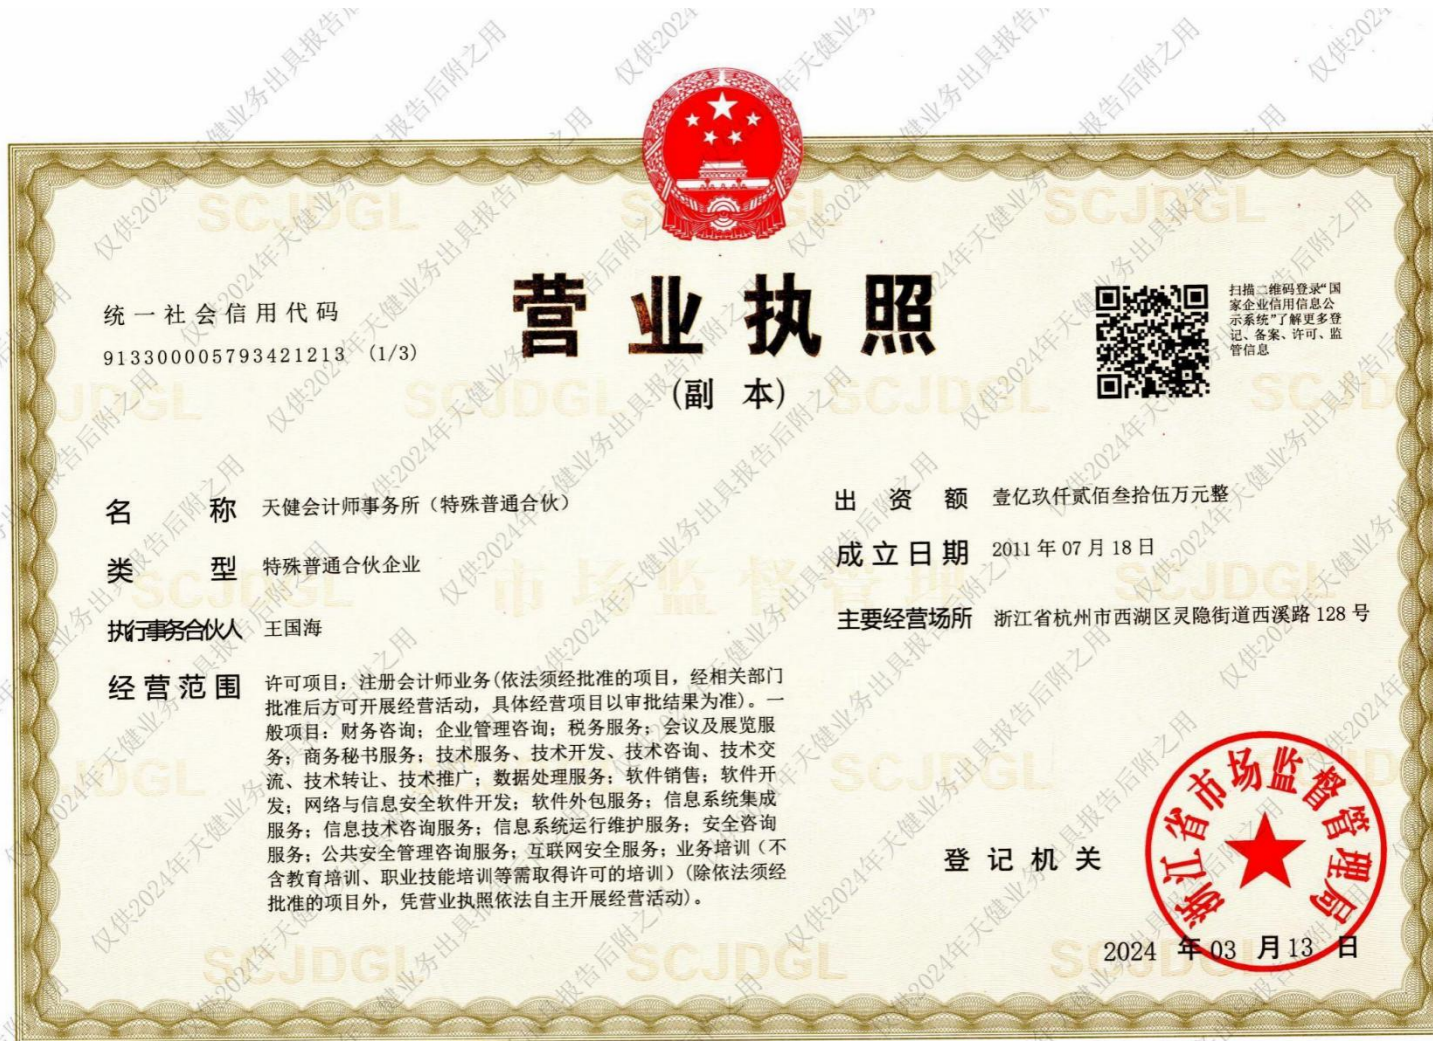 营业执照
(副 本)
统一社会信用代码
913300005793421213 (1/3)
扫描二维码登录“国
家企业信用信息公
示系统”了解更多登
记、备案、许可、监
管信息
名 称 天健会计师事务所（特殊普通合伙）
类 型 特殊普通合伙企业
执行事务合伙人 王国海
经营范围 许可项目：注册会计师业务(依法须经批准的项目，经相关部门
批准后方可开展经营活动，具体经营项目以审批结果为准)。一
般项目：财务咨询；企业管理咨询；税务服务；会议及展览服
务；商务秘书服务；技术服务、技术开发、技术咨询、技术交
流、技术转让、技术推广；数据处理服务；软件销售；软件开
发；网络与信息安全软件开发；软件外包服务；信息系统集成
服务；信息技术咨询服务；信息系统运行维护服务；安全咨询
服务；公共安全管理咨询服务；互联网安全服务；业务培训（不
含教育培训、职业技能培训等需取得许可的培训）(除依法须经
批准的项目外，凭营业执照依法自主开展经营活动)。
出 资 额 壹亿玖仟贰佰叁拾伍万元整
成立日期 2011 年 07 月 18 日
主要经营场所 浙江省杭州市西湖区灵隐街道西溪路 128 号
登记机关
浙江省市场监督管理局
2024 年 03 月 13 日
SCJDGL
市场监督管理
仅供2024年天健业务出具报告后附之用